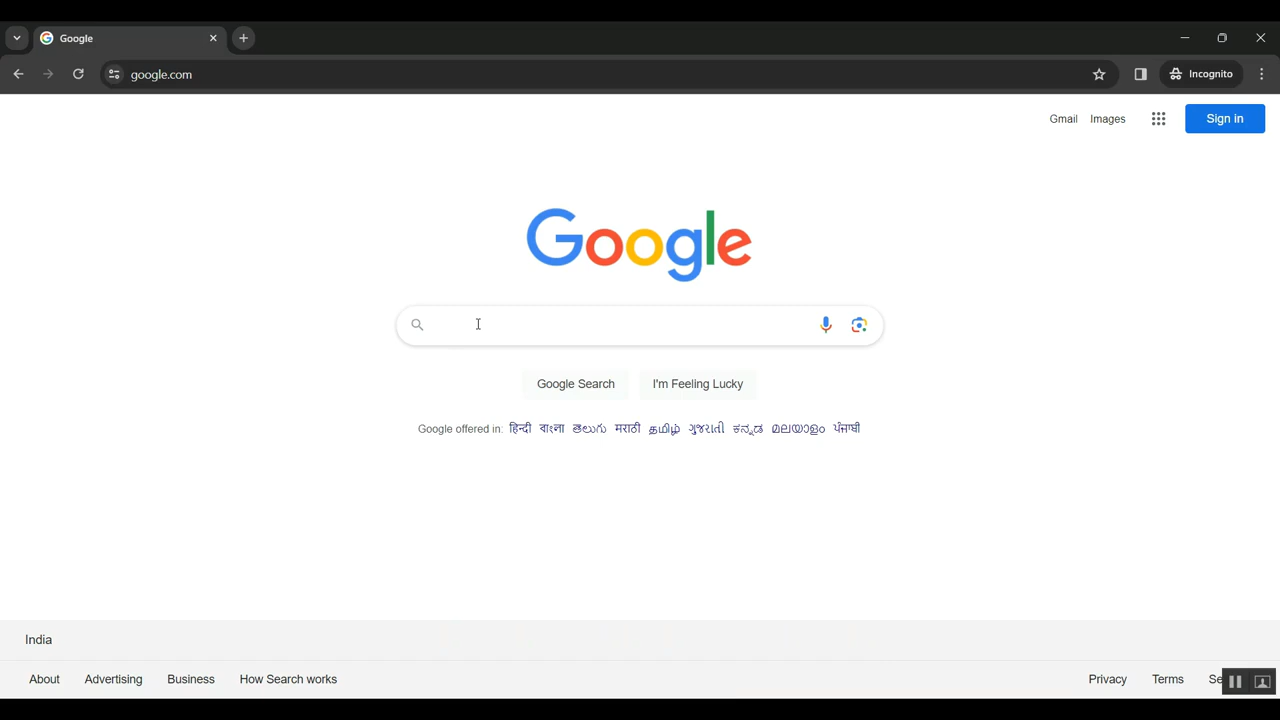 Google
google.com
Incognito
Gmail Images
Sign in
Google
Google Search I'm Feeling Lucky
Google offered in: हिन्दी বাংলা తెలుగు मराठी தமிழ் ગુજરાતી ಕನ್ನಡ മലയാളം ਪੰਜਾਬੀ
India
About Advertising Business How Search works Privacy Terms Se